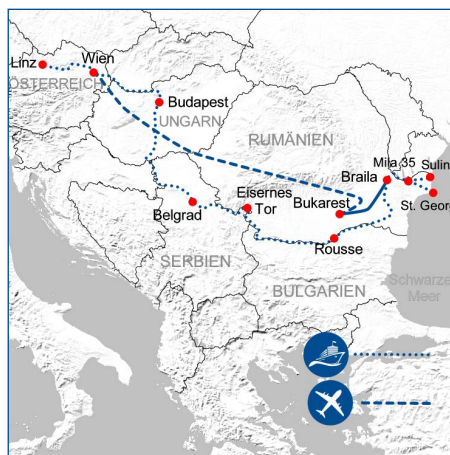 Linz
Wien
ÖSTERREICH
Budapest
UNGARN
RUMÄNIEN
Mila 35
Sulin
Braila
St. Georg
Eisernes
Tor
Bukarest
Belgrad
Rousse
SERBIEN
BULGARIEN
Schwarze
Meer